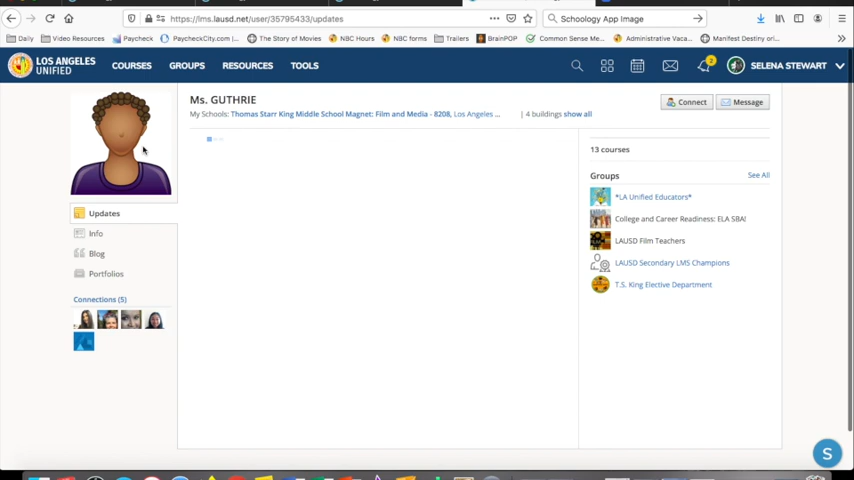 https://lms.lausd.net/user/35795433/updates
Schoology App Image
Daily Video Resources Paycheck PaycheckCity.com |... The Story of Movies NBC Hours NBC forms Trailers BrainPOP Common Sense Me... Administrative Vaca... Manifest Destiny ori...
LOS ANGELES UNIFIED COURSES GROUPS RESOURCES TOOLS 2 SELENA STEWART
Ms. GUTHRIE
Connect Message
My Schools: Thomas Starr King Middle School Magnet: Film and Media - 8208, Los Angeles ... | 4 buildings show all
13 courses
Groups See All
*LA Unified Educators*
College and Career Readiness: ELA SBA!
LAUSD Film Teachers
LAUSD Secondary LMS Champions
T.S. King Elective Department
Updates
Info
Blog
Portfolios
Connections (5)
S